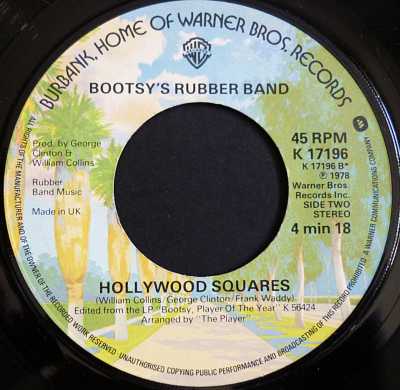 BURBANK, HOME OF WARNER BROS. RECORDS
BOOTSY'S RUBBER BAND
Prod. by George
Clinton &
William Collins
Rubber
Band Music
Made in UK
45 RPM
K 17196
K 17196 B*
℗ 1978
Warner Bros.
Records Inc.
SIDE TWO
STEREO
4 min 18
HOLLYWOOD SQUARES
(William Collins/George Clinton/Frank Waddy)
Edited from the LP "Bootsy, Player Of The Year" K 56424
Arranged by "The Player"
ALL RIGHTS OF THE MANUFACTURER AND OF THE OWNER OF THE RECORDED WORK RESERVED UNAUTHORISED COPYING PUBLIC PERFORMANCE AND BROADCASTING OF THIS RECORD PROHIBITED
A WARNER COMMUNICATIONS COMPANY